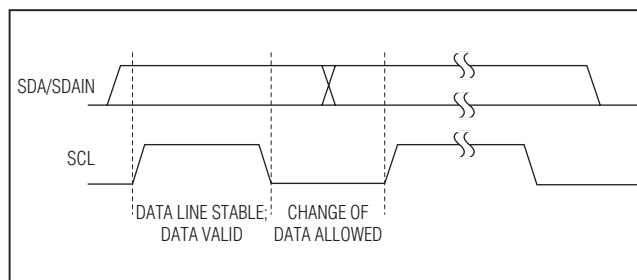 SDA/SDAIN
SCL
DATA LINE STABLE;
DATA VALID
CHANGE OF
DATA ALLOWED